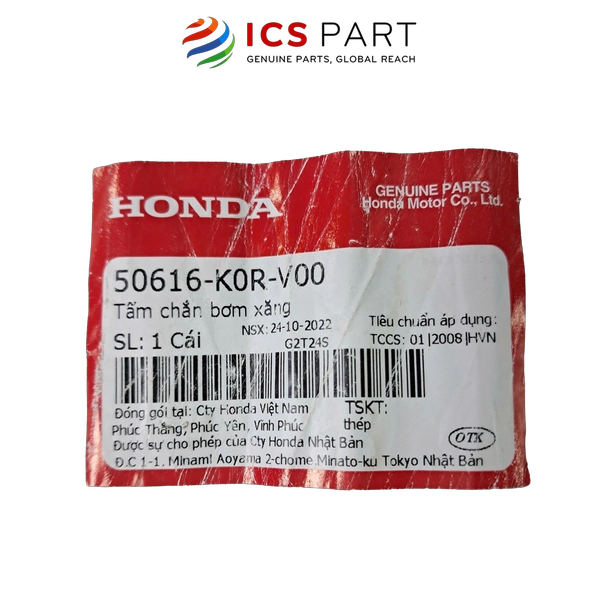 ICS PART
GENUINE PARTS, GLOBAL REACH
HONDA
GENUINE PARTS
Honda Motor Co., Ltd.
50616-K0R-V00
Tấm chắn bơm xăng
NSX: 24-10-2022
Tiêu chuẩn áp dụng:
SL: 1 Cái
G2T24S
TCCS: 01|2008|HVN
Đóng gói tại: Cty Honda Việt Nam
TSKT:
Phúc Thắng, Phúc Yên, Vĩnh Phúc
thép
Được sự cho phép của Cty Honda Nhật Bản
OTK
Đ.C 1-1, Minami Aoyama 2-chome Minato-ku Tokyo Nhật Bản